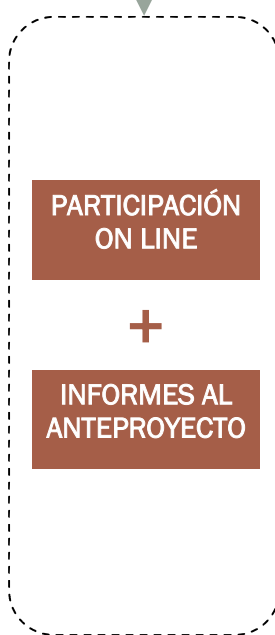 PARTICIPACIÓN
ON LINE
+
INFORMES AL
ANTEPROYECTO